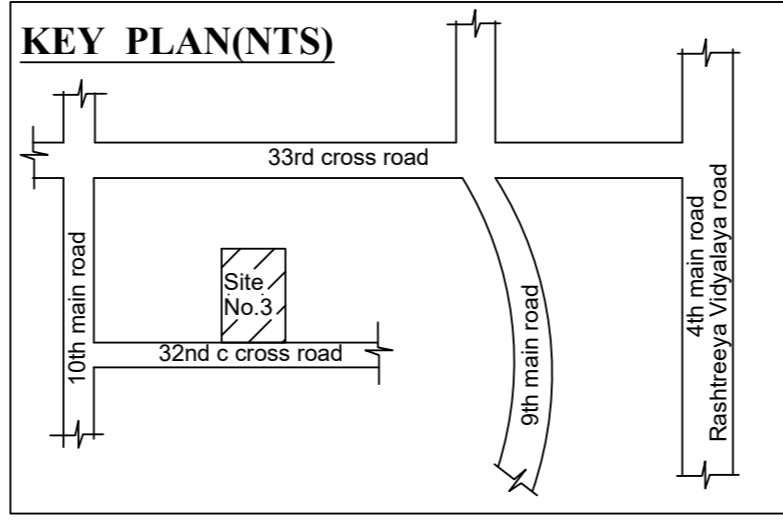 KEY PLAN(NTS)
33rd cross road
10th main road
Site
No.3
32nd c cross road
9th main road
4th main road
Rashtreeya Vidyalaya road